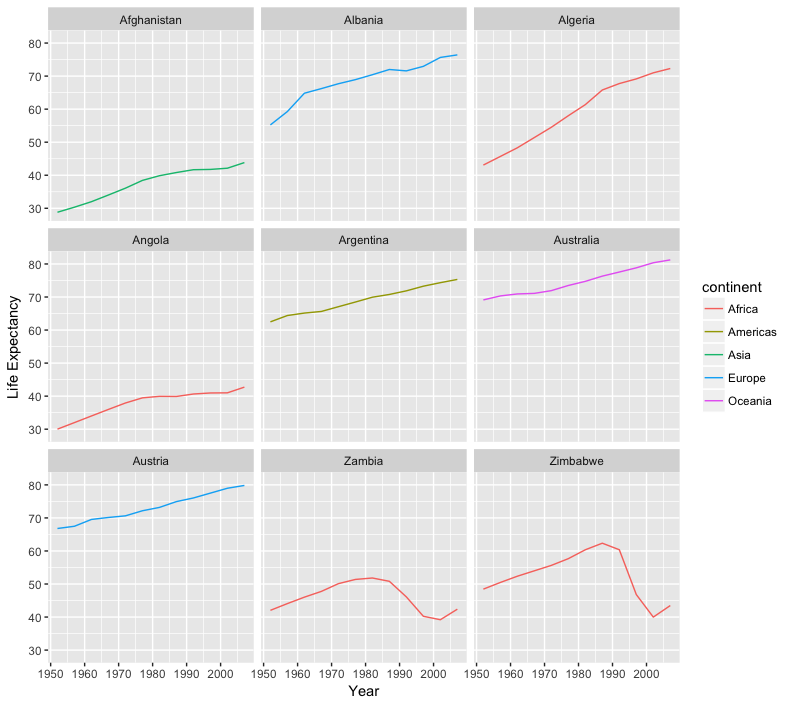 Afghanistan Albania Algeria
80
70
60
50
40
30
Angola Argentina Australia
80
70
60
50
40
30
Austria Zambia Zimbabwe
80
70
60
50
40
30
1950 1960 1970 1980 1990 2000 1950 1960 1970 1980 1990 2000 1950 1960 1970 1980 1990 2000
Year
Life Expectancy
continent
Africa
Americas
Asia
Europe
Oceania